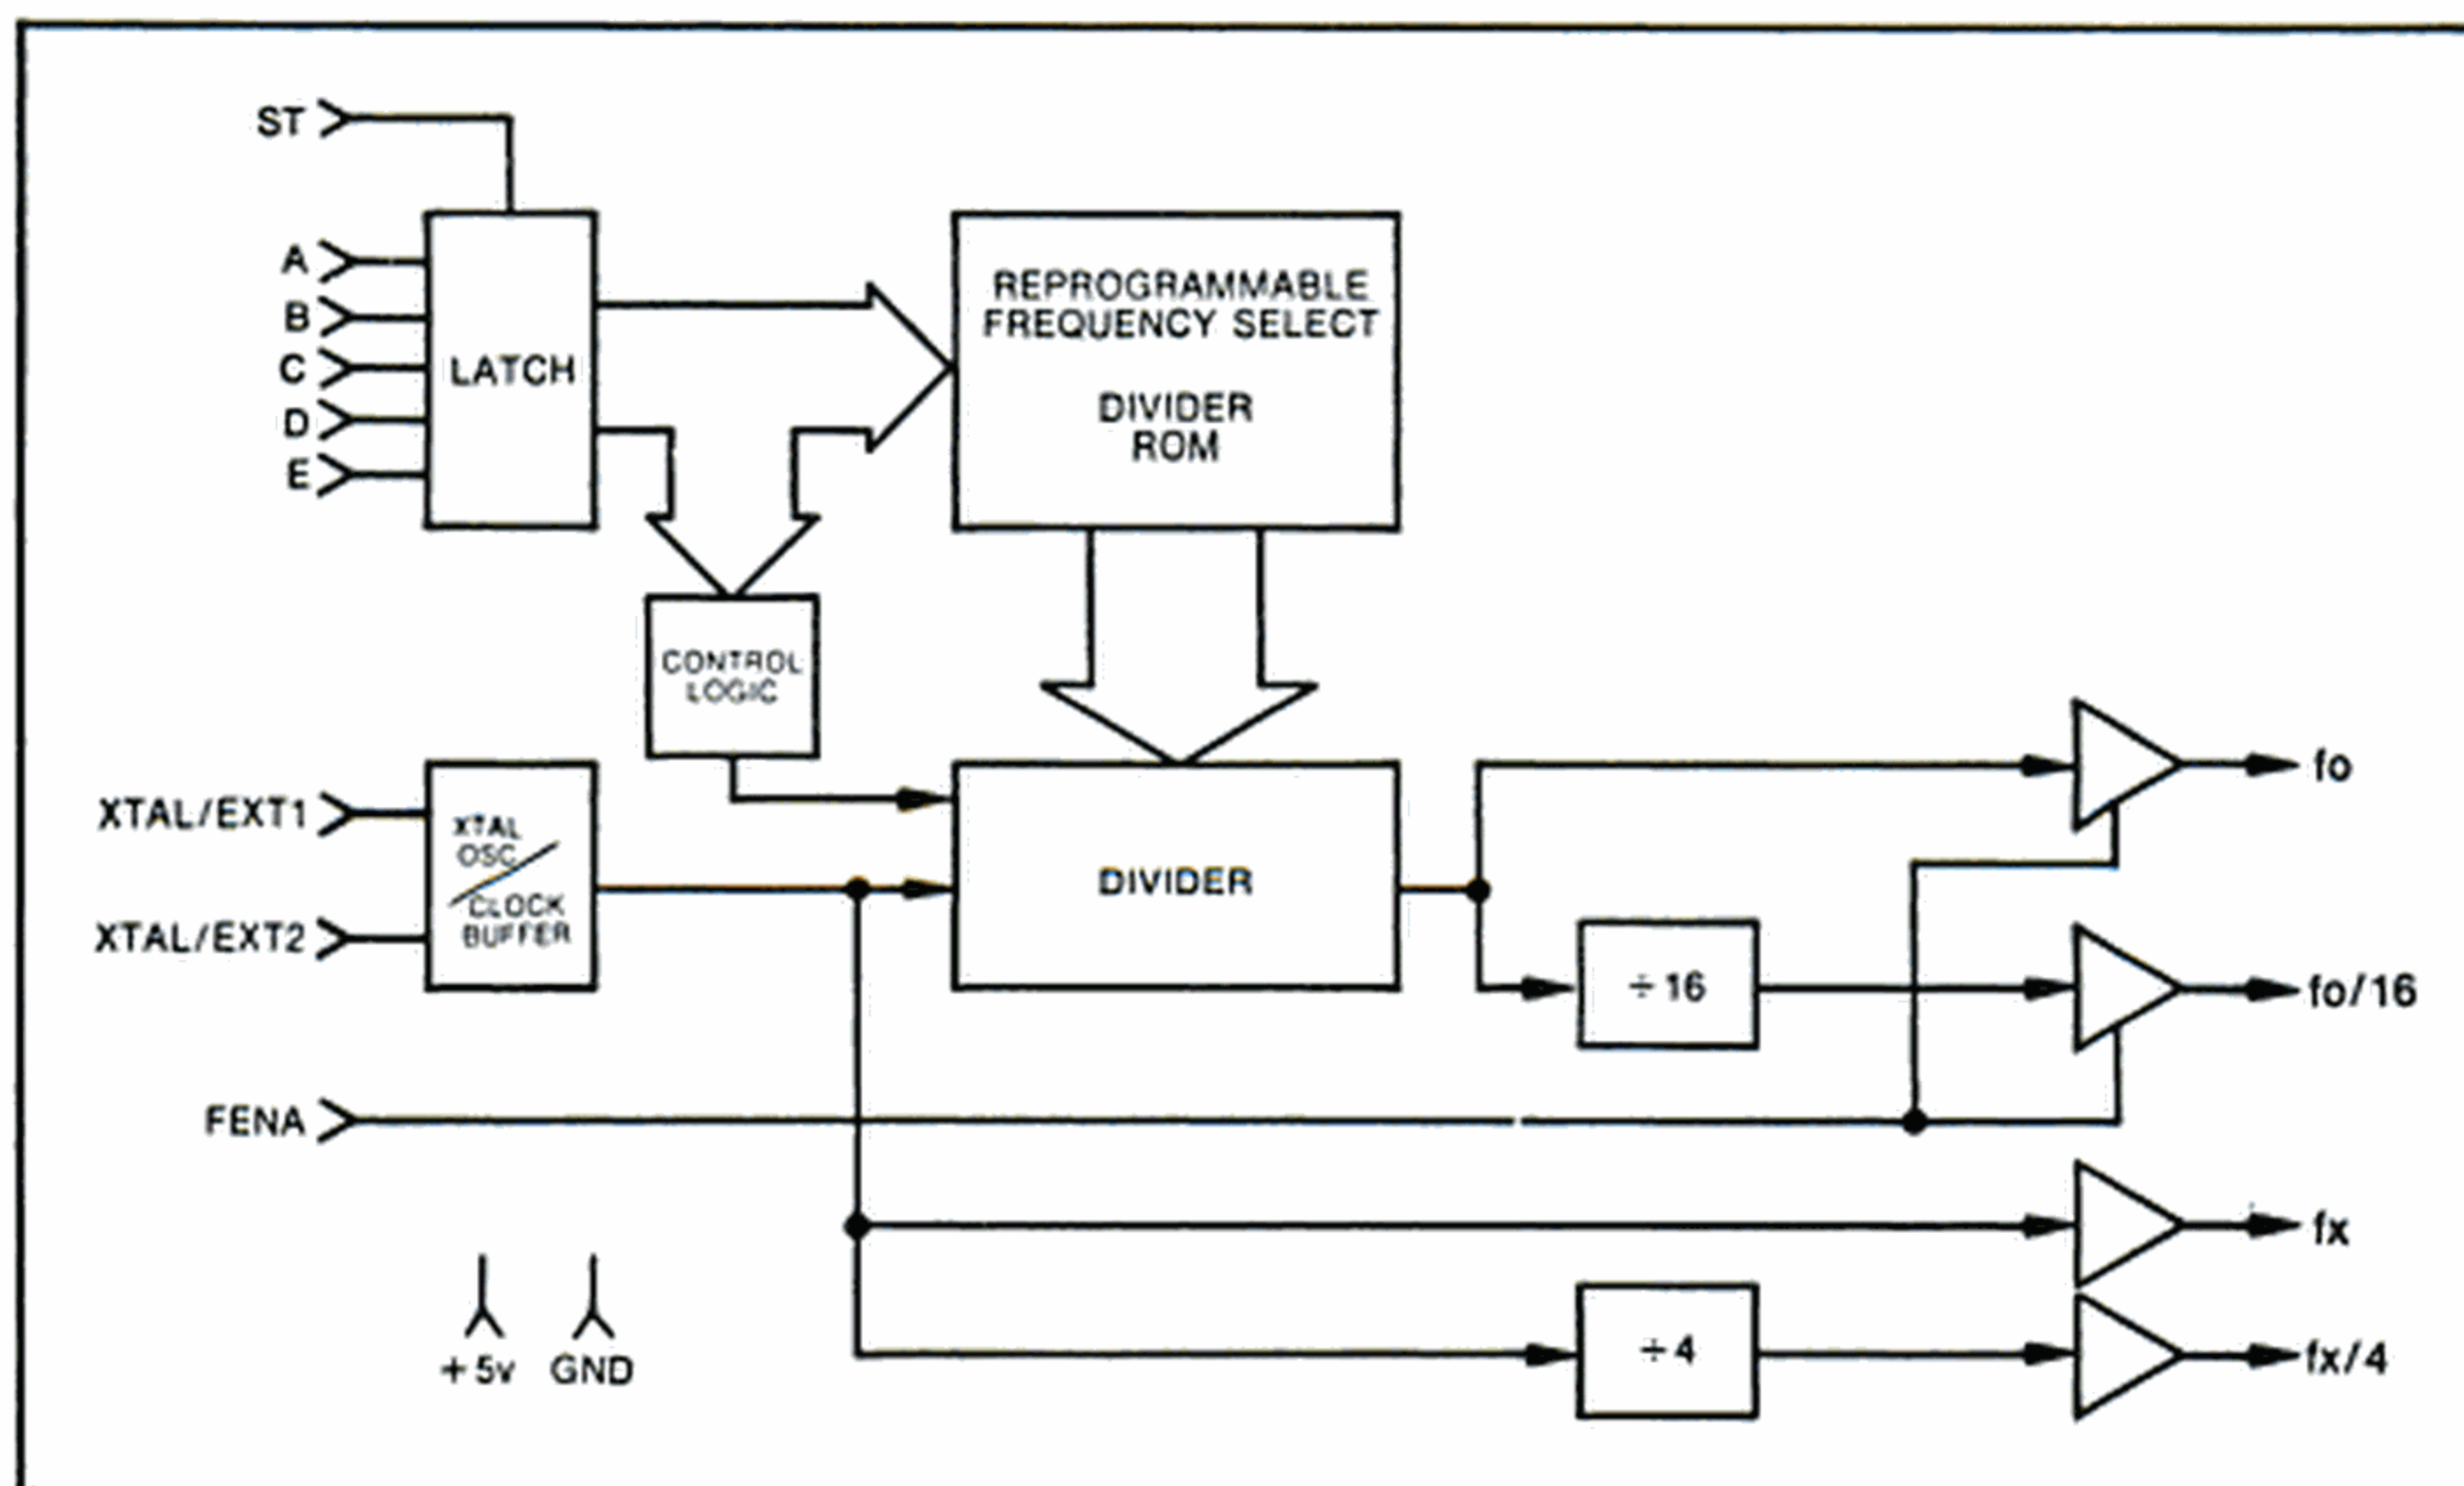 ST
A
B
C
D
E
LATCH
REPROGRAMMABLE
FREQUENCY SELECT
DIVIDER
ROM
CONTROL
LOGIC
XTAL/EXT1
XTAL/EXT2
XTAL
OSC
CLOCK
BUFFER
DIVIDER
fo
÷16
fo/16
FENA
fx
÷4
fx/4
+5v
GND